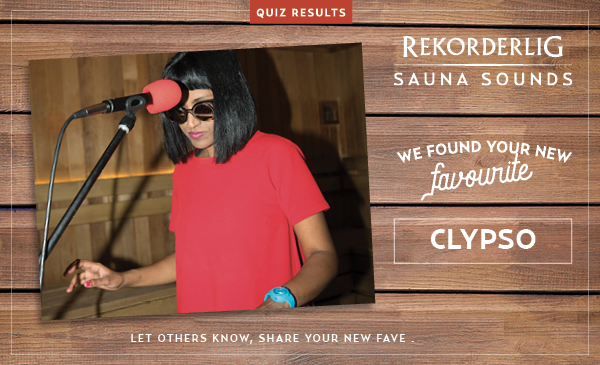 QUIZ RESULTS
REKORDERLIG
SAUNA SOUNDS
WE FOUND YOUR NEW
favourite
CLYPSO
LET OTHERS KNOW, SHARE YOUR NEW FAVE .